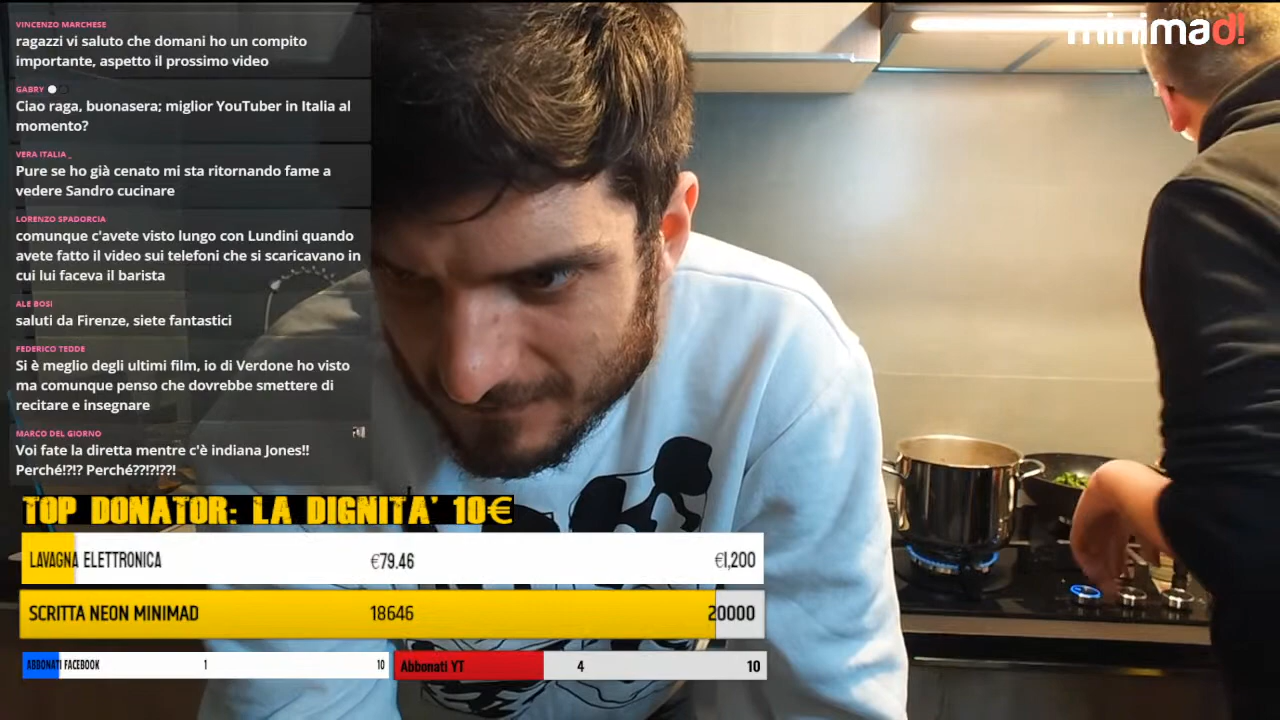 minimad!
VINCENZO MARCHESE
ragazzi vi saluto che domani ho un compito
importante, aspetto il prossimo video
GABRY
Ciao raga, buonasera; miglior YouTuber in Italia al
momento?
VERA ITALIA _
Pure se ho già cenato mi sta ritornando fame a
vedere Sandro cucinare
LORENZO SPADORCIA
comunque c'avete visto lungo con Lundini quando
avete fatto il video sui telefoni che si scaricavano in
cui lui faceva il barista
ALE BOSI
saluti da Firenze, siete fantastici
FEDERICO TEDDE
Si è meglio degli ultimi film, io di Verdone ho visto
ma comunque penso che dovrebbe smettere di
recitare e insegnare
MARCO DEL GIORNO
Voi fate la diretta mentre c'è indiana Jones!!
Perché!?!? Perché??!?!??!
TOP DONATOR: LA DIGNITA' 10€
LAVAGNA ELETTRONICA €79.46 €1,200
SCRITTA NEON MINIMAD 18646 20000
ABBONATI FACEBOOK 1 10 Abbonati YT 4 10